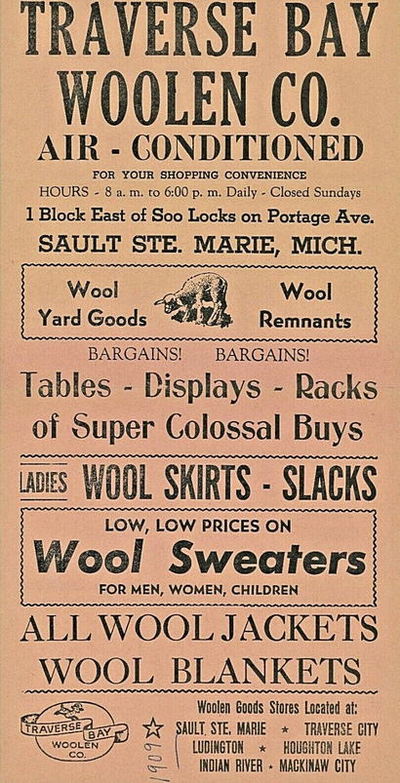 TRAVERSE BAY
WOOLEN CO.
AIR - CONDITIONED
FOR YOUR SHOPPING CONVENIENCE
HOURS - 8 a. m. to 6:00 p. m. Daily - Closed Sundays
1 Block East of Soo Locks on Portage Ave.
SAULT STE. MARIE, MICH.
Wool
Yard Goods
Wool
Remnants
BARGAINS! BARGAINS!
Tables - Displays - Racks
of Super Colossal Buys
LADIES WOOL SKIRTS - SLACKS
LOW, LOW PRICES ON
Wool Sweaters
FOR MEN, WOMEN, CHILDREN
ALL WOOL JACKETS
WOOL BLANKETS
TRAVERSE BAY
WOOLEN
CO.
1909
Woolen Goods Stores Located at:
SAULT STE. MARIE ★ TRAVERSE CITY
LUDINGTON ★ HOUGHTON LAKE
INDIAN RIVER ★ MACKINAW CITY